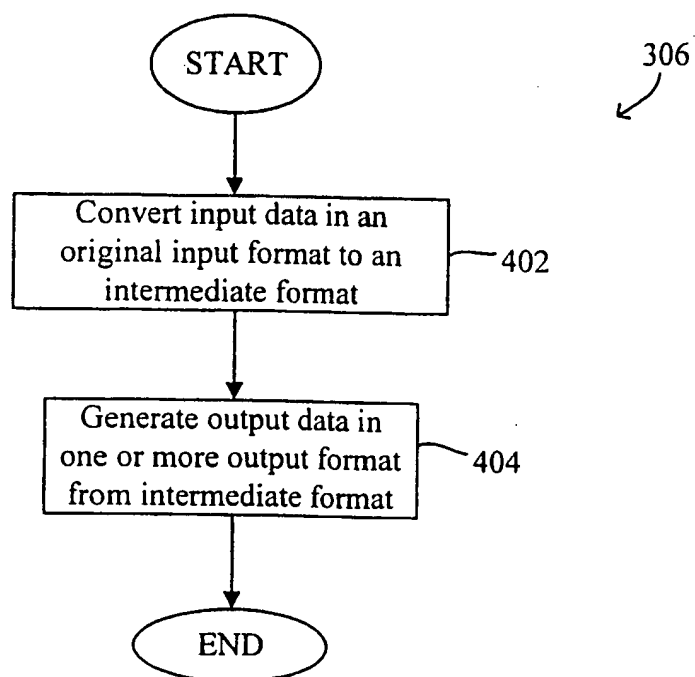 START
306
Convert input data in an
original input format to an
intermediate format
402
Generate output data in
one or more output format
from intermediate format
404
END